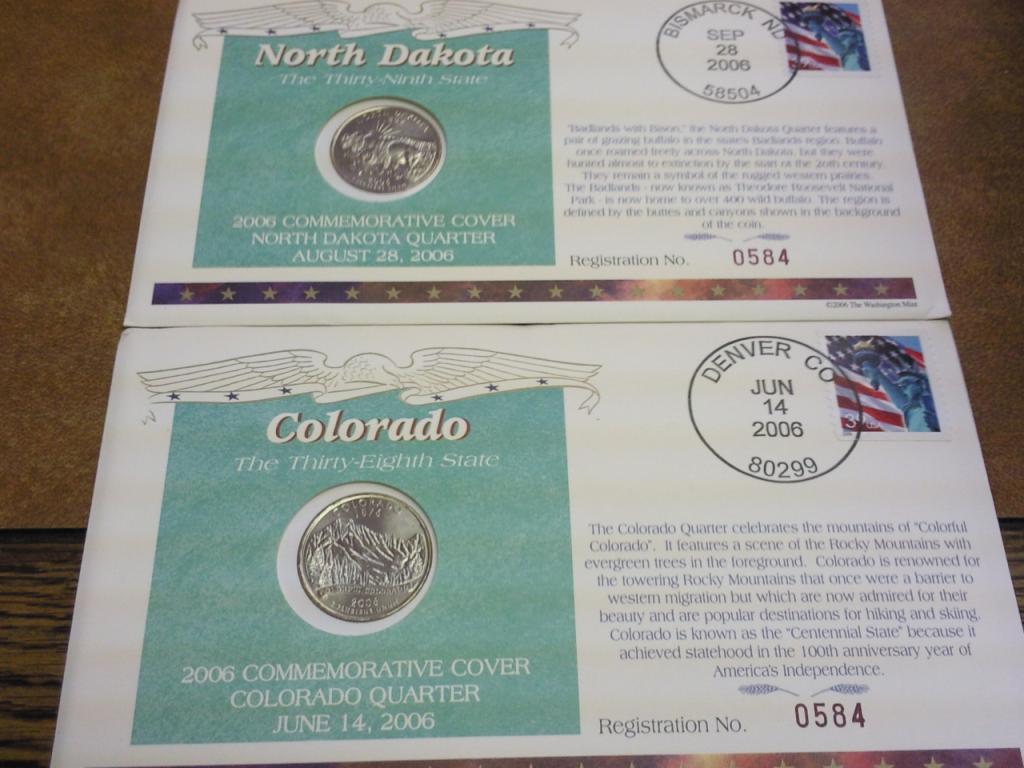 North Dakota
The Thirty-Ninth State
2006 COMMEMORATIVE COVER
NORTH DAKOTA QUARTER
AUGUST 28, 2006
BISMARCK ND
SEP
28
2006
58504
"Badlands with Bison," the North Dakota Quarter features a
pair of grazing buffalo in the state's Badlands region. Buffalo
once roamed freely across North Dakota, but they were
hunted almost to extinction by the start of the 20th century.
They remain a symbol of the rugged western prairies.
The Badlands - now known as Theodore Roosevelt National
Park - is now home to over 400 wild buffalo. The region is
defined by the buttes and canyons shown in the background
of the coin.
Registration No. 0584
©2006 The Washington Mint
Colorado
The Thirty-Eighth State
COLORADO
1876
2006
E PLURIBUS UNUM
2006 COMMEMORATIVE COVER
COLORADO QUARTER
JUNE 14, 2006
DENVER CO
JUN
14
2006
80299
The Colorado Quarter celebrates the mountains of "Colorful
Colorado". It features a scene of the Rocky Mountains with
evergreen trees in the foreground. Colorado is renowned for
the towering Rocky Mountains that once were a barrier to
western migration but which are now admired for their
beauty and are popular destinations for hiking and skiing.
Colorado is known as the "Centennial State" because it
achieved statehood in the 100th anniversary year of
America's Independence.
Registration No. 0584